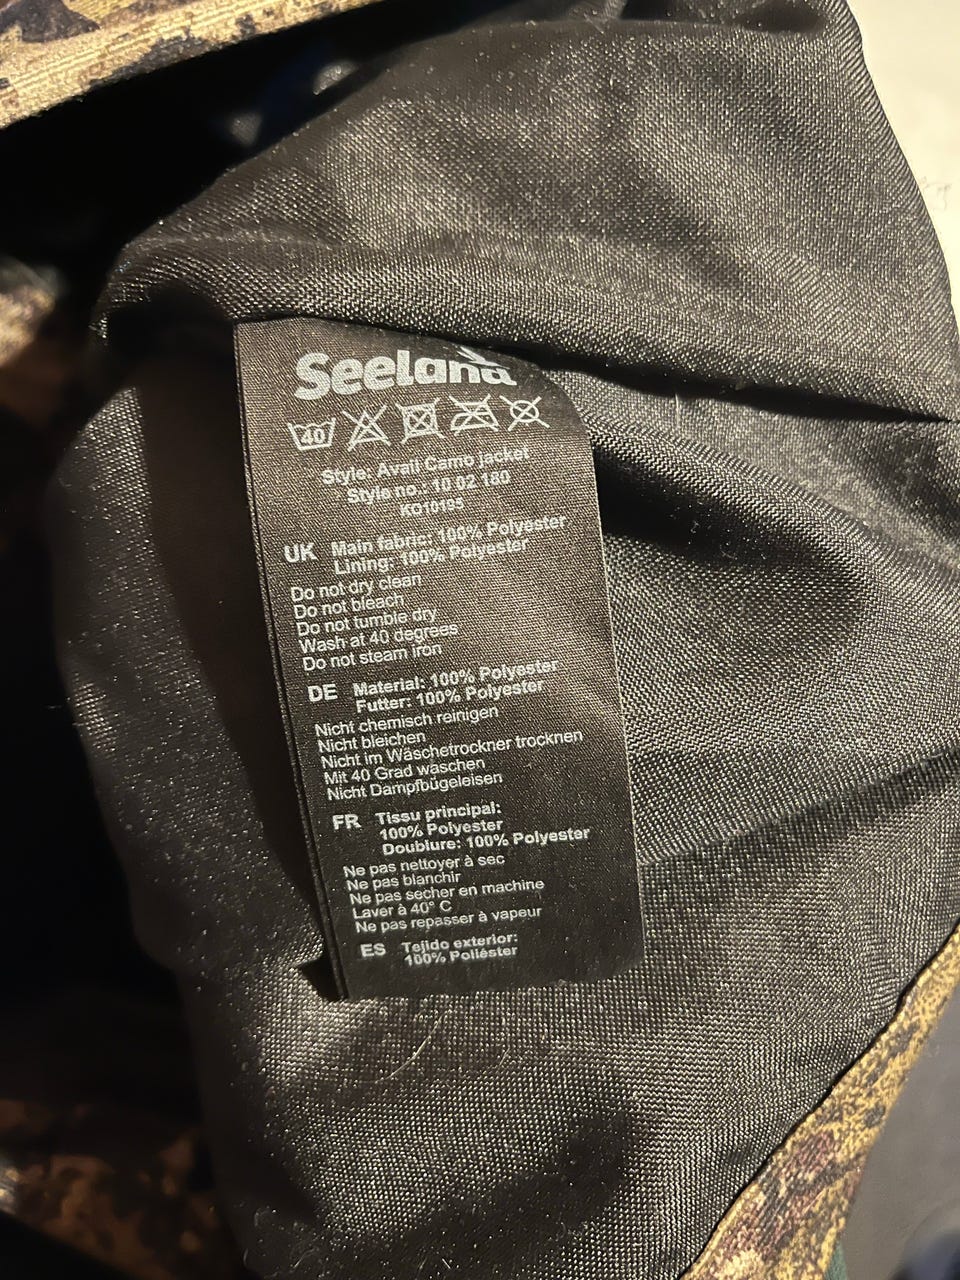 Seeland
40
Style: Avail Camo jacket
Style no.: 10 02 180
KO10195
UK Main fabric: 100% Polyester
Lining: 100% Polyester
Do not dry clean
Do not bleach
Do not tumble dry
Wash at 40 degrees
Do not steam iron
DE Material: 100% Polyester
Futter: 100% Polyester
Nicht chemisch reinigen
Nicht bleichen
Nicht im Wäschetrockner trocknen
Mit 40 Grad wäschen
Nicht Dampfbügeleisen
FR Tissu principal:
100% Polyester
Doublure: 100% Polyester
Ne pas nettoyer à sec
Ne pas blanchir
Ne pas secher en machine
Laver à 40° C
Ne pas repasser à vapeur
ES Tejido exterior:
100% Poliéster